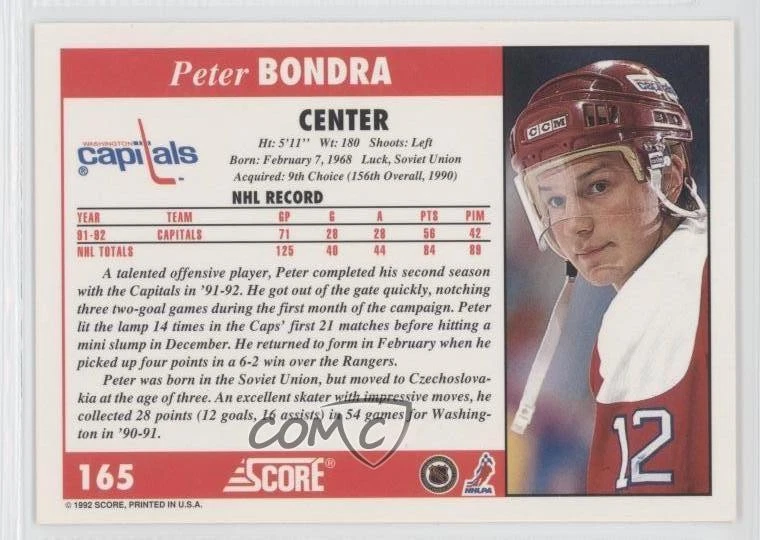 Peter BONDRA
WASHINGTON
capitals
®
CENTER
Ht: 5'11" Wt: 180 Shoots: Left
Born: February 7, 1968 Luck, Soviet Union
Acquired: 9th Choice (156th Overall, 1990)
NHL RECORD
YEAR TEAM GP G A PTS PIM
91-92 CAPITALS 71 28 28 56 42
NHL TOTALS 125 40 44 84 89
A talented offensive player, Peter completed his second season
with the Capitals in '91-92. He got out of the gate quickly, notching
three two-goal games during the first month of the campaign. Peter
lit the lamp 14 times in the Caps' first 21 matches before hitting a
mini slump in December. He returned to form in February when he
picked up four points in a 6-2 win over the Rangers.
Peter was born in the Soviet Union, but moved to Czechoslova-
kia at the age of three. An excellent skater with impressive moves, he
collected 28 points (12 goals, 16 assists) in 54 games for Washing-
ton in '90-91.
COMC
165
SCORE®
NHL
NHLPA
© 1992 SCORE, PRINTED IN U.S.A.
CCM
capitals
12